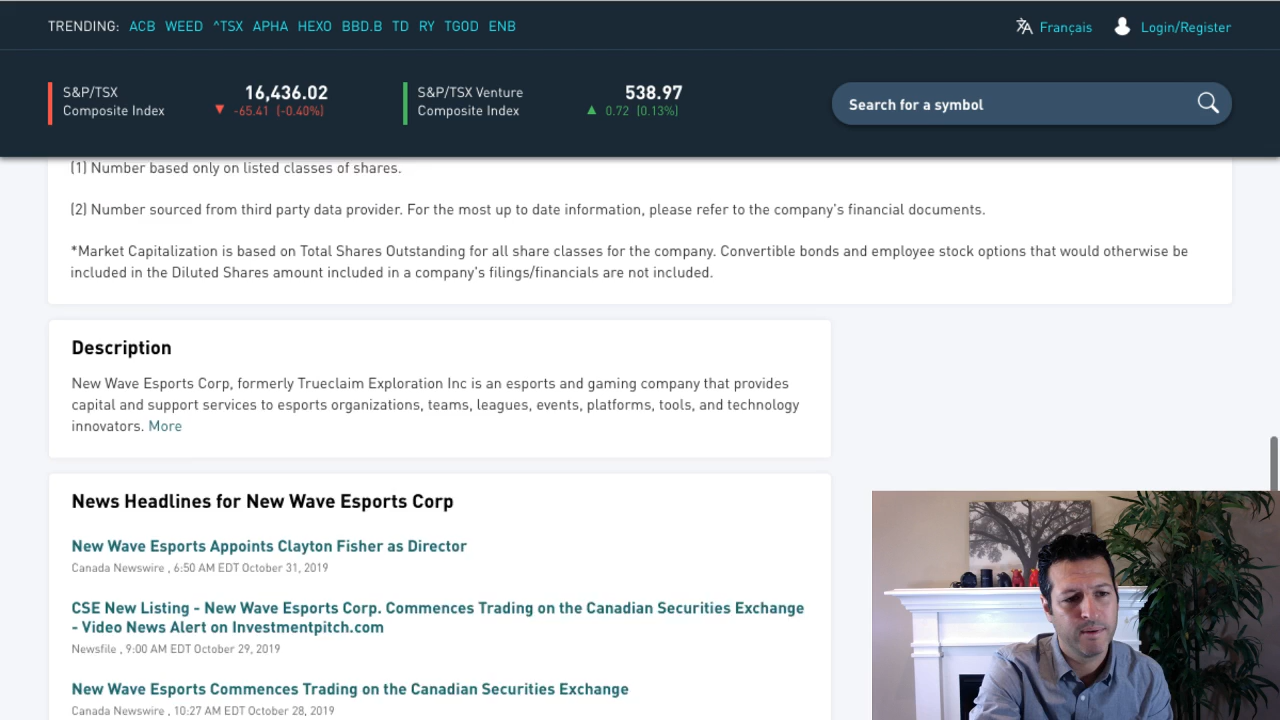 TRENDING: ACB WEED ^TSX APHA HEXO BBD.B TD RY TGOD ENB
Français Login/Register
S&P/TSX
Composite Index
16,436.02
▼ -65.41 (-0.40%)
S&P/TSX Venture
Composite Index
538.97
▲ 0.72 (0.13%)
Search for a symbol
(1) Number based only on listed classes of shares.
(2) Number sourced from third party data provider. For the most up to date information, please refer to the company's financial documents.
*Market Capitalization is based on Total Shares Outstanding for all share classes for the company. Convertible bonds and employee stock options that would otherwise be
included in the Diluted Shares amount included in a company's filings/financials are not included.
Description
New Wave Esports Corp, formerly Trueclaim Exploration Inc is an esports and gaming company that provides
capital and support services to esports organizations, teams, leagues, events, platforms, tools, and technology
innovators. More
News Headlines for New Wave Esports Corp
New Wave Esports Appoints Clayton Fisher as Director
Canada Newswire , 6:50 AM EDT October 31, 2019
CSE New Listing - New Wave Esports Corp. Commences Trading on the Canadian Securities Exchange
- Video News Alert on Investmentpitch.com
Newsfile , 9:00 AM EDT October 29, 2019
New Wave Esports Commences Trading on the Canadian Securities Exchange
Canada Newswire , 10:27 AM EDT October 28, 2019